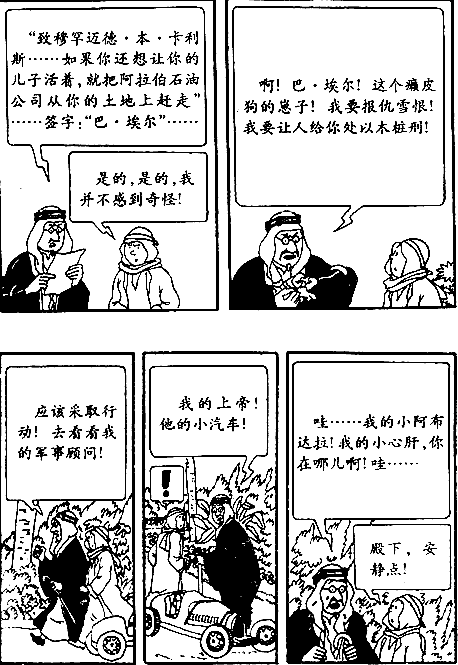 “致穆罕迈德·本·卡利
斯……如果你还想让你的
儿子活着,就把阿拉伯石油
公司从你的土地上赶走”
……签字:“巴·埃尔”……
是的,是的,我
并不感到奇怪!
啊!巴·埃尔!这个癞皮
狗的崽子!我要报仇雪恨!
我要让人给你处以木桩刑!
应该采取行
动!去看看我
的军事顾问!
我的上帝!
他的小汽车!
!
哇……我的小阿布
达拉!我的小心肝,你
在哪儿啊!哇……
殿下,安
静点!